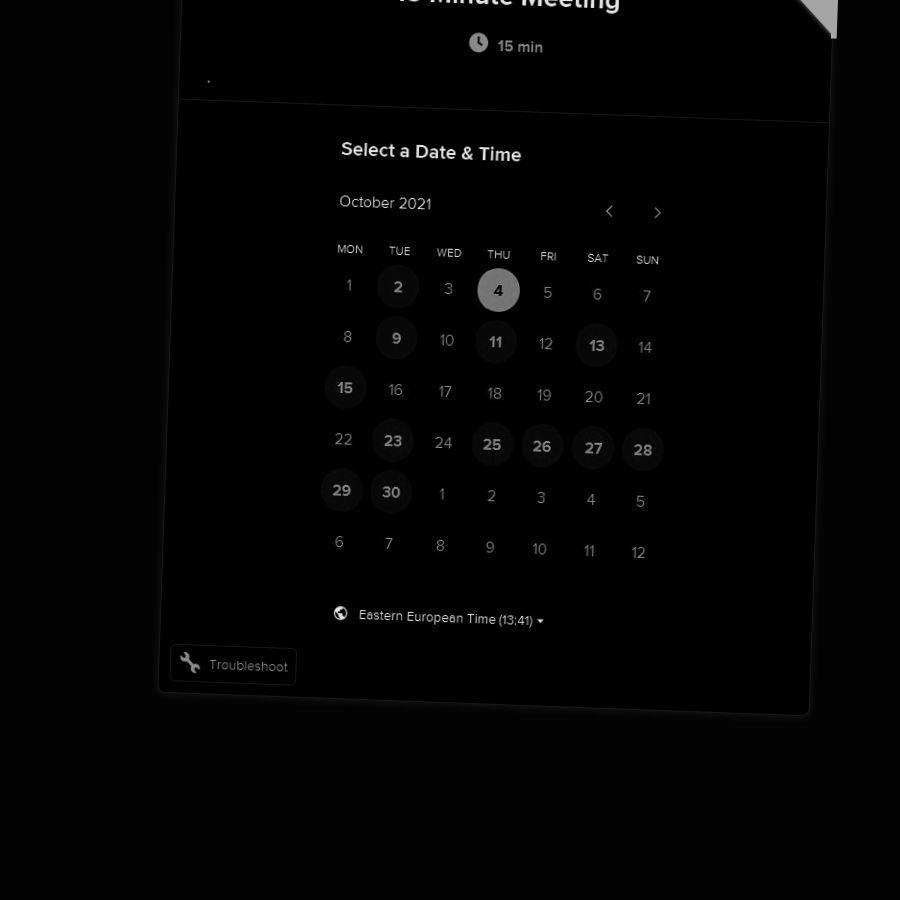 Minute Meeting
15 min
.
Select a Date & Time
October 2021
MON TUE WED THU FRI SAT SUN
1 2 3 4 5 6 7
8 9 10 11 12 13 14
15 16 17 18 19 20 21
22 23 24 25 26 27 28
29 30 1 2 3 4 5
6 7 8 9 10 11 12
Eastern European Time (13:41)
Troubleshoot